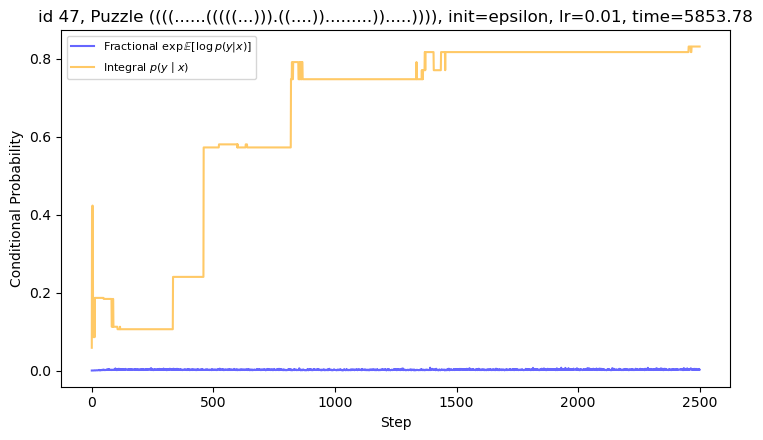 id 47, Puzzle ((((......(((((...))).((....)).........)).....)))), init=epsilon, lr=0.01, time=5853.78
Fractional exp𝔼[log p(y|x)]
Integral p(y | x)
Conditional Probability
0.8
0.6
0.4
0.2
0.0
0
500
1000
1500
2000
2500
Step